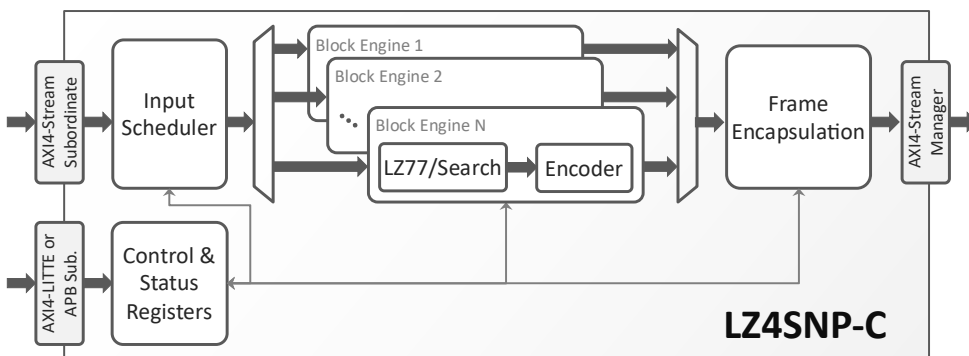 AXI4-Stream
Subordinate
Input
Scheduler
Block Engine 1
Block Engine 2
Block Engine N
LZ77/Search
Encoder
Frame
Encapsulation
AXI4-Stream
Manager
AXI4-LITTE or
APB Sub.
Control &
Status
Registers
LZ4SNP-C